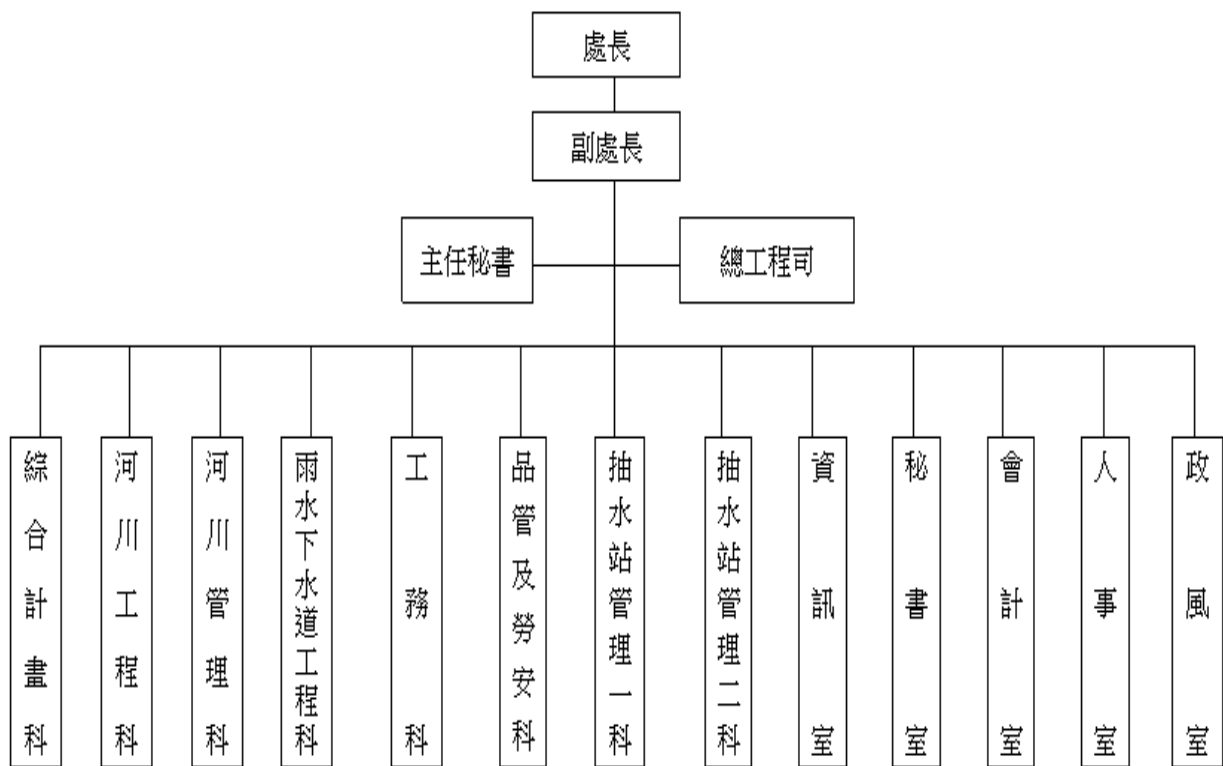 處長
副處長
主任秘書
總工程司
綜合計畫科
河川工程科
河川管理科
雨水下水道工程科
工務科
品管及勞安科
抽水站管理一科
抽水站管理二科
資訊室
秘書室
會計室
人事室
政風室